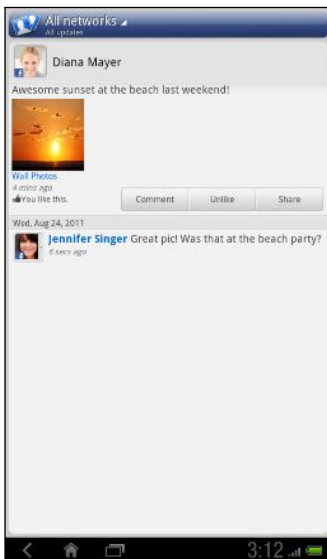 All networks
All updates
Diana Mayer
Awesome sunset at the beach last weekend!
Wall Photos
4 mins ago
You like this.
Comment Unlike Share
Wed, Aug 24, 2011
Jennifer Singer Great pic! Was that at the beach party?
6 secs ago
3:12